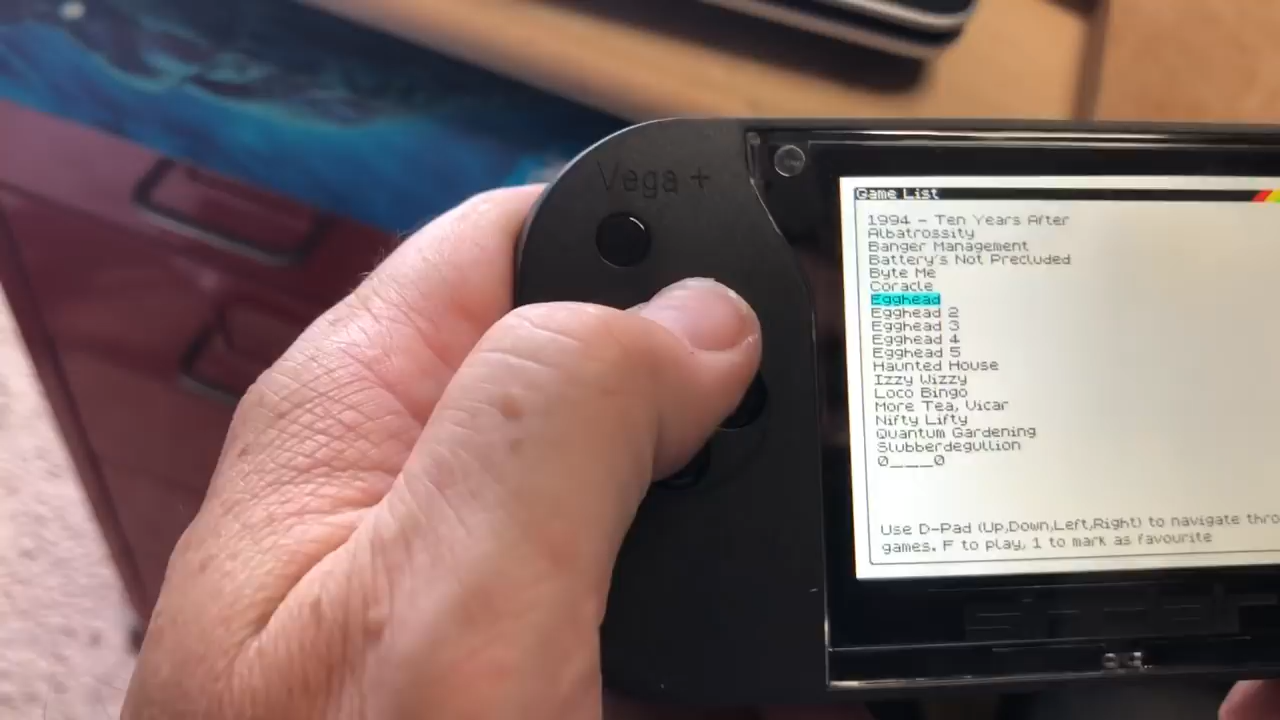 Vega +
Game List
1994 - Ten Years After
Albatrossity
Banger Management
Battery's Not Precluded
Byte Me
Coracle
Egghead
Egghead 2
Egghead 3
Egghead 4
Egghead 5
Haunted House
Izzy Wizzy
Loco Bingo
More Tea, Vicar
Nifty Lifty
Quantum Gardening
Slubberdegullion
0___0
Use D-Pad (Up,Down,Left,Right) to navigate thro
games. F to play, 1 to mark as favourite